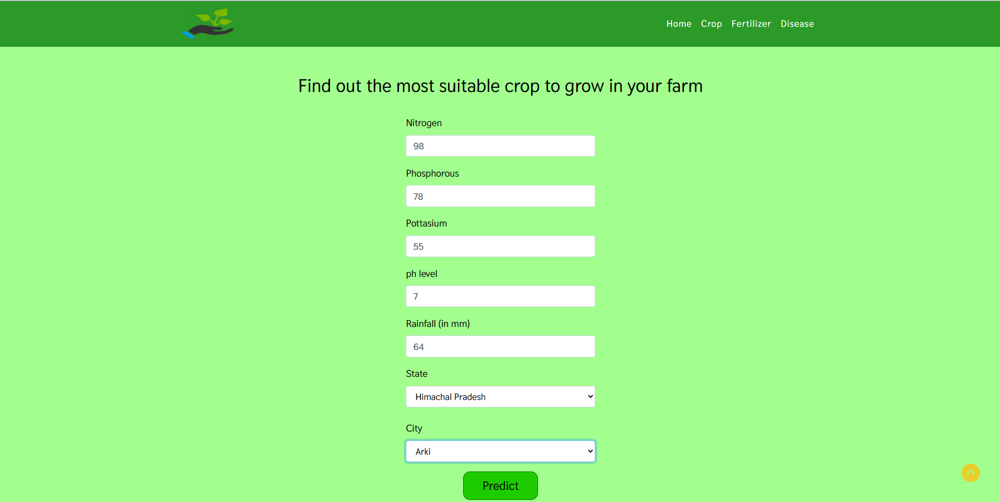 Home Crop Fertilizer Disease
Find out the most suitable crop to grow in your farm
Nitrogen
98
Phosphorous
78
Pottasium
55
ph level
7
Rainfall (in mm)
64
State
Himachal Pradesh
City
Arki
Predict